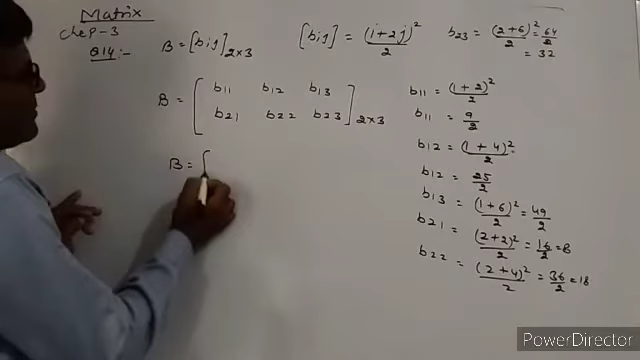 Matrix
Chep-3
Q14:- B = [bij]2×3 [bij] = (i+2j)²/2 b23 = (2+6)²/2 = 64/2
= 32
B = [ b11 b12 b13
b21 b22 b23 ]2×3
b11 = (1+2)²/2
b11 = 9/2
b12 = (1+4)²/2
b12 = 25/2
b13 = (1+6)²/2 = 49/2
b21 = (2+2)²/2 = 16/2 = 8
b22 = (2+4)²/2 = 36/2 = 18
B = [
PowerDirector